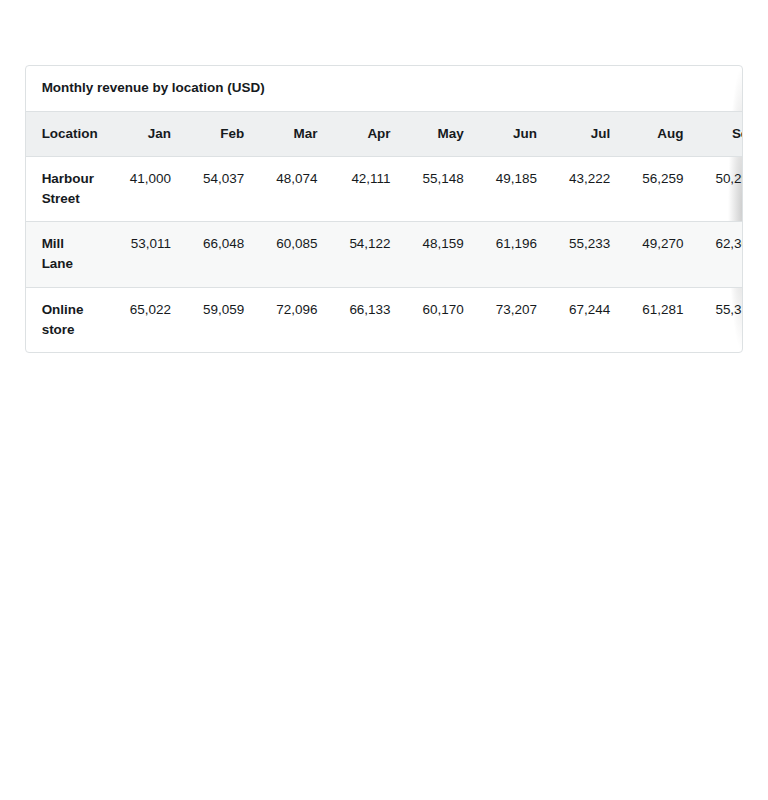 Monthly revenue by location (USD)
Location Jan Feb Mar Apr May Jun Jul Aug
Harbour Street 41,000 54,037 48,074 42,111 55,148 49,185 43,222 56,259
Mill Lane 53,011 66,048 60,085 54,122 48,159 61,196 55,233 49,270
Online store 65,022 59,059 72,096 66,133 60,170 73,207 67,244 61,281